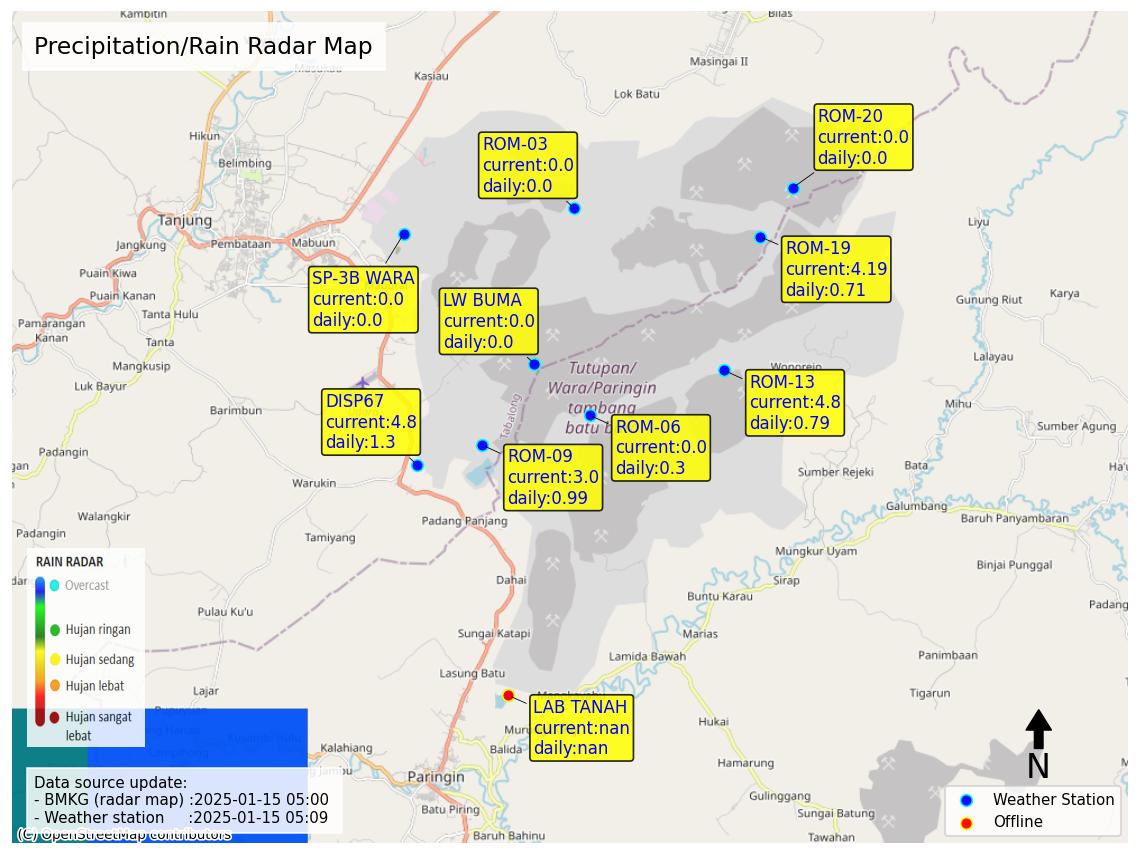 Precipitation/Rain Radar Map
Kambitin
Bilas
Masingai II
Kasiau
Lok Batu
Hikun
Belimbing
Tanjung
Jangkung
Pembataan
Mabuun
Puain Kiwa
Puain Kanan
Pamarangan
Kanan
Tanta Hulu
Tanta
Mangkusip
Luk Bayur
Barimbun
Padangin
Warukin
Walangkir
Padangin
Tamiyang
Padang Panjang
Dahai
Pulau Ku'u
Sungai Katapi
Lasung Batu
Lajar
Kalahiang
Paringin
Batu Piring
Baruh Bahinu
Balida
Liyu
Gunung Riut
Karya
Lalayau
Mihu
Sumber Agung
Wonorejo
Sumber Rejeki
Bata
Galumbang
Baruh Panyambaran
Mungkur Uyam
Binjai Punggal
Sirap
Buntu Karau
Marias
Lamida Bawah
Panimbaan
Tigarun
Hukai
Hamarung
Gulinggang
Sungai Batung
Tawahan
Tabalong
Tutupan/
Wara/Paringin
tambang
ROM-03
current:0.0
daily:0.0
ROM-20
current:0.0
daily:0.0
ROM-19
current:4.19
daily:0.71
SP-3B WARA
current:0.0
daily:0.0
LW BUMA
current:0.0
daily:0.0
ROM-13
current:4.8
daily:0.79
DISP67
current:4.8
daily:1.3
ROM-06
current:0.0
daily:0.3
ROM-09
current:3.0
daily:0.99
LAB TANAH
current:nan
daily:nan
RAIN RADAR
Overcast
Hujan ringan
Hujan sedang
Hujan lebat
Hujan sangat
lebat
Data source update:
- BMKG (radar map) :2025-01-15 05:00
- Weather station :2025-01-15 05:09
(C) OpenStreetMap contributors
N
Weather Station
Offline